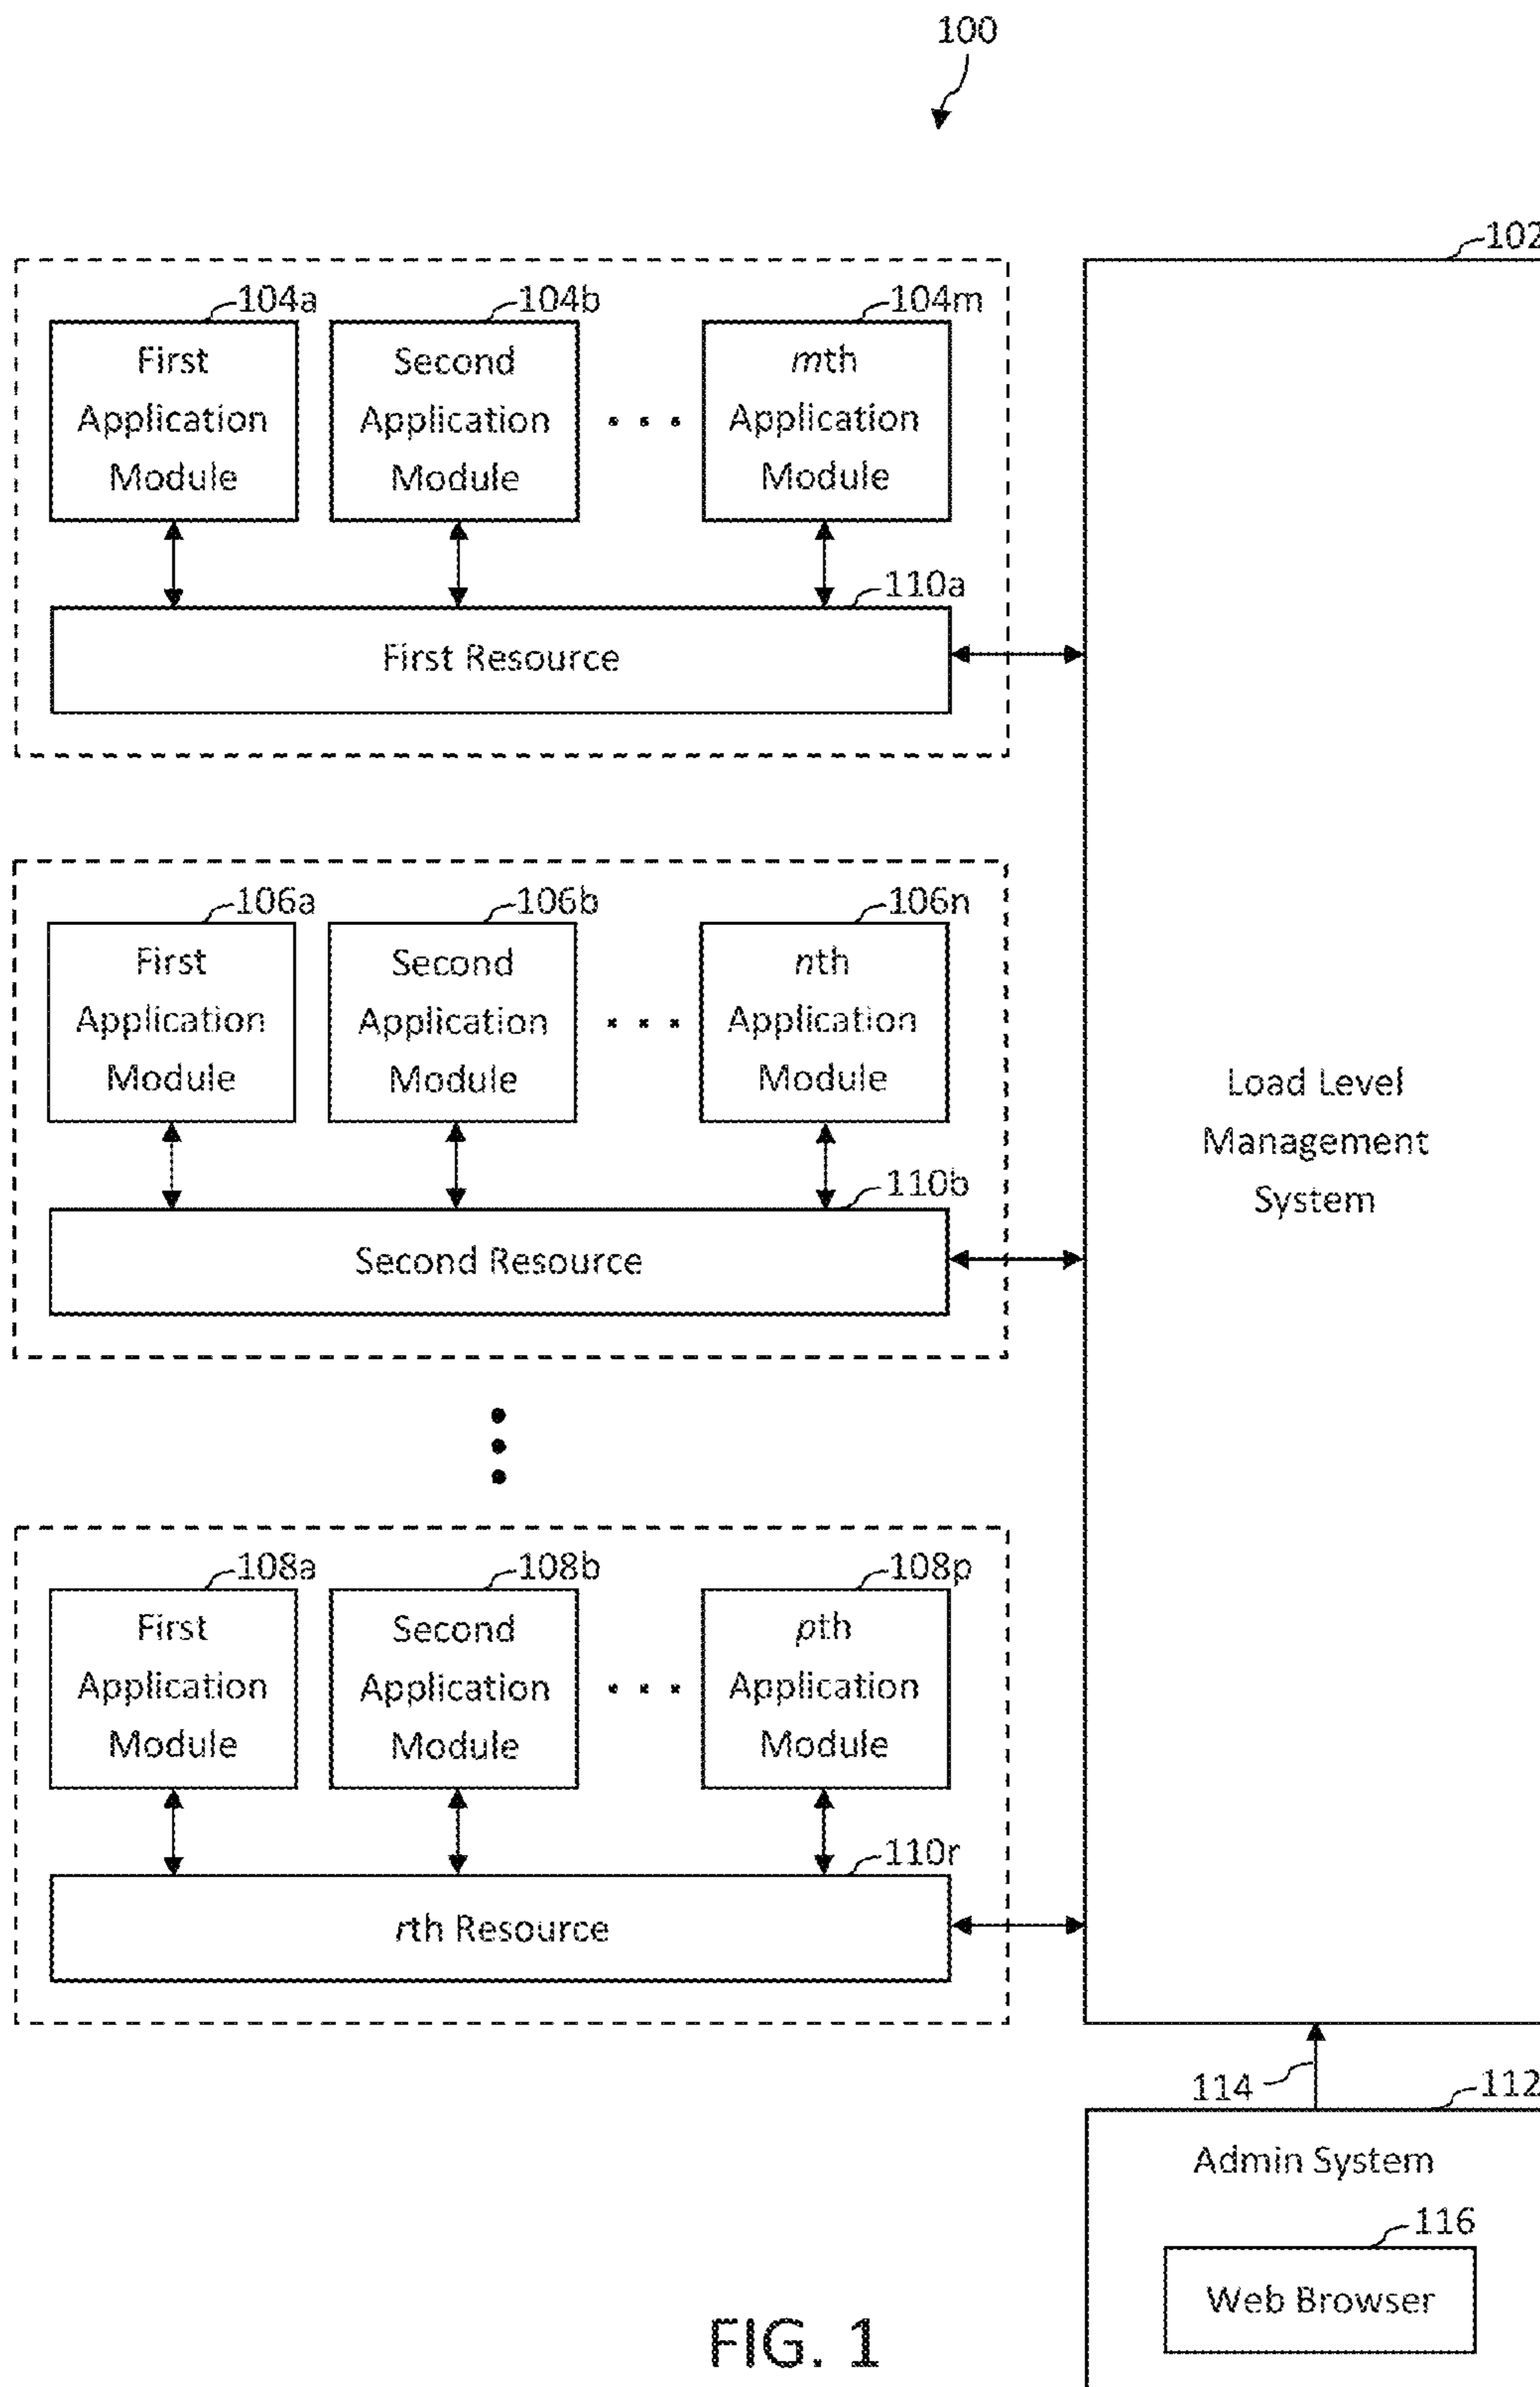 100
102
104a
104b
104m
First
Application
Module
Second
Application
Module
mth
Application
Module
110a
First Resource
106a
106b
106n
First
Application
Module
Second
Application
Module
nth
Application
Module
110b
Second Resource
Load Level
Management
System
108a
108b
108p
First
Application
Module
Second
Application
Module
pth
Application
Module
110r
rth Resource
114
112
Admin System
116
Web Browser
FIG. 1